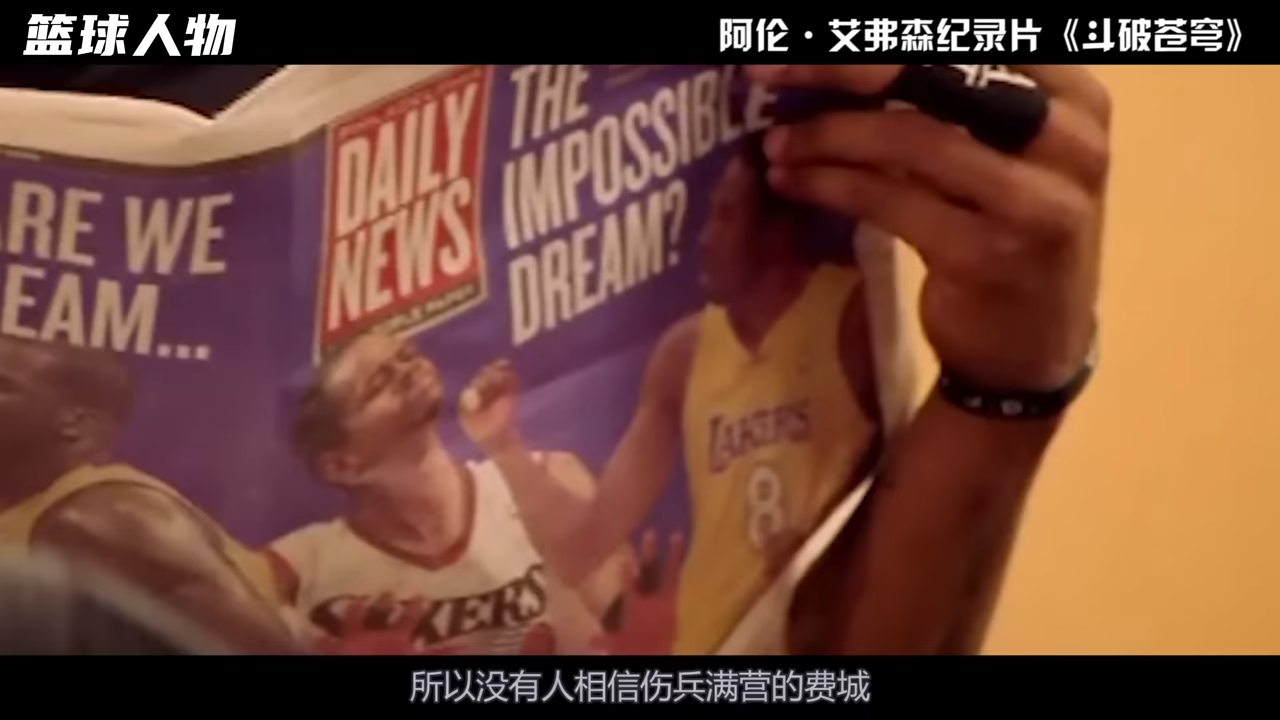 篮球人物
阿伦·艾弗森纪录片《斗破苍穹》
ARE WE
EAM...
DAILY
NEWS
THE
IMPOSSIBLE
DREAM?
LAKERS
8
SIXERS
所以没有人相信伤兵满营的费城